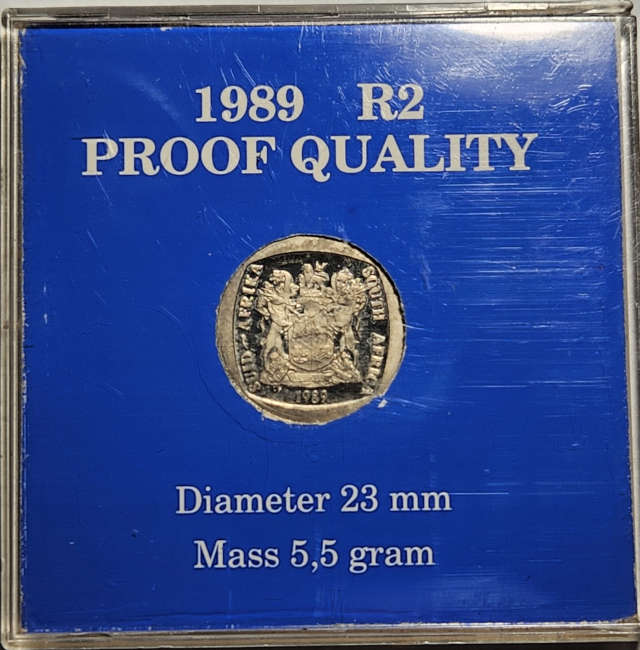 1989 R2
PROOF QUALITY
SUID-AFRIKA
SOUTH AFRICA
1989
Diameter 23 mm
Mass 5,5 gram